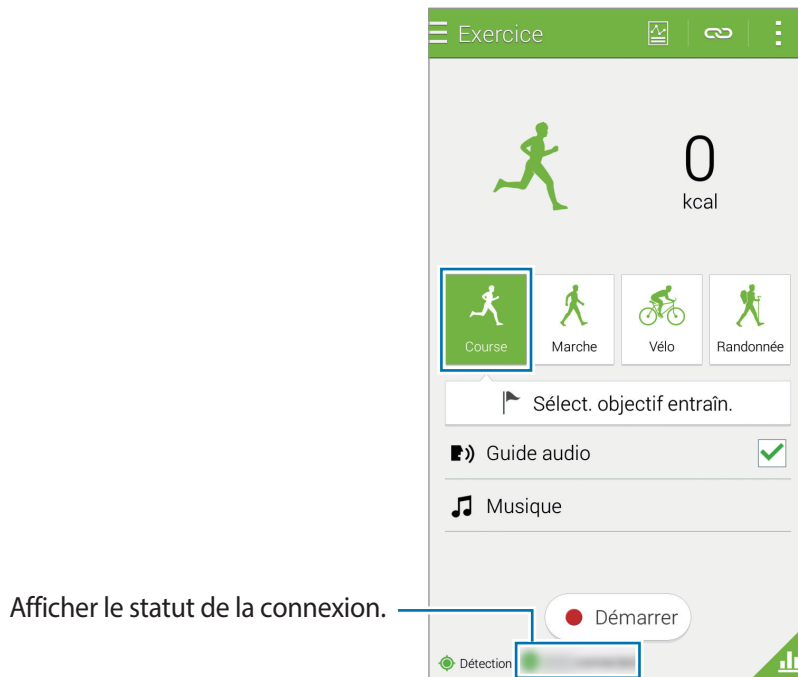 Exercice
0
kcal
Course Marche Vélo Randonnée
Sélect. objectif entraîn.
Guide audio
Musique
Afficher le statut de la connexion.
Démarrer
Détection